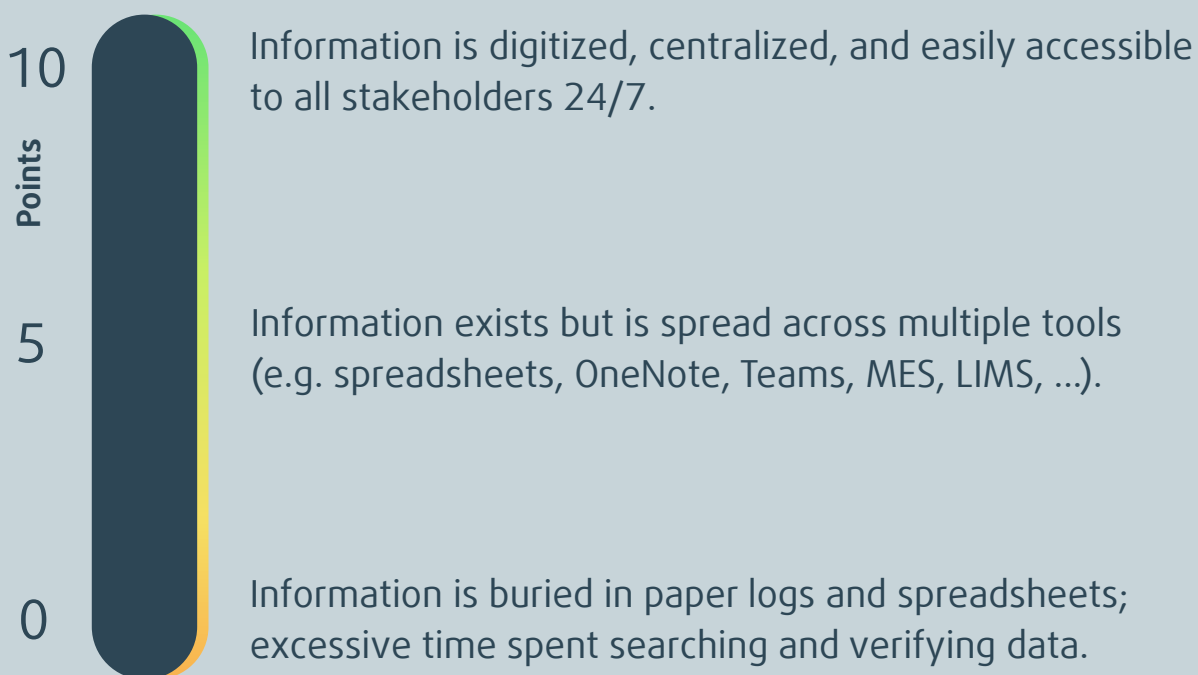 10
Information is digitized, centralized, and easily accessible
to all stakeholders 24/7.
Points
5
Information exists but is spread across multiple tools
(e.g. spreadsheets, OneNote, Teams, MES, LIMS, ...).
0
Information is buried in paper logs and spreadsheets;
excessive time spent searching and verifying data.